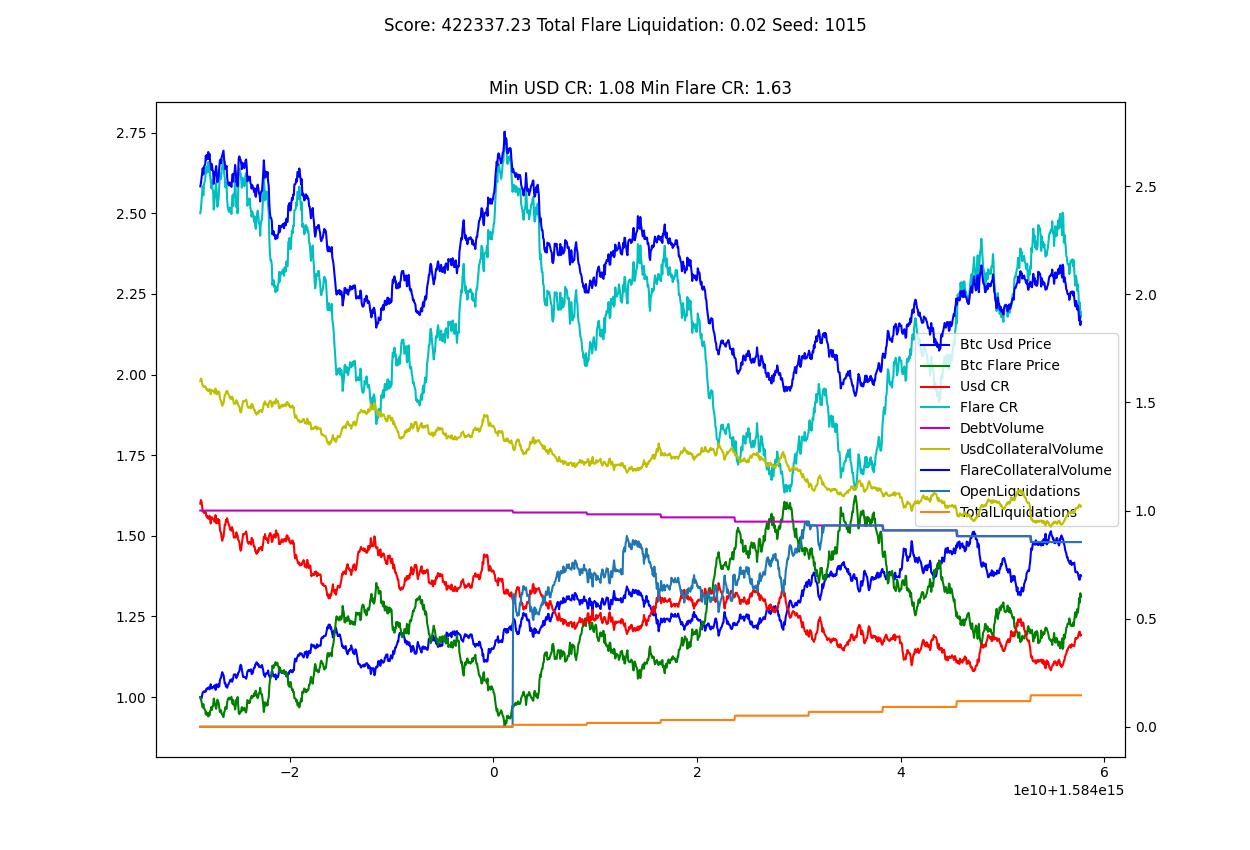 Score: 422337.23 Total Flare Liquidation: 0.02 Seed: 1015
Min USD CR: 1.08 Min Flare CR: 1.63
2.75
2.50
2.25
2.00
1.75
1.50
1.25
1.00
2.5
2.0
1.5
1.0
0.5
0.0
Btc Usd Price
Btc Flare Price
Usd CR
Flare CR
DebtVolume
UsdCollateralVolume
FlareCollateralVolume
OpenLiquidations
TotalLiquidations
−2 0 2 4 6
1e10+1.584e15